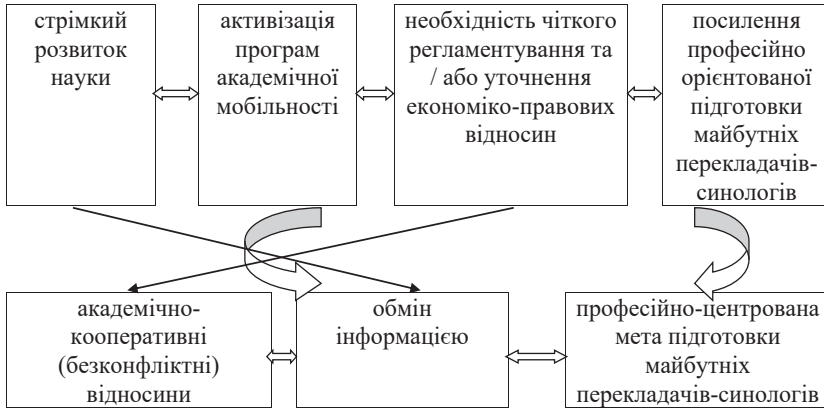 стрімкий
розвиток
науки
активізація
програм
академічної
мобільності
необхідність чіткого
регламентування та
/ або уточнення
економіко-правових
відносин
посилення
професійно
орієнтованої
підготовки
майбутніх
перекладачів-
синологів
академічно-
кооперативні
(безконфліктні)
відносини
обмін
інформацією
професійно-центрована
мета підготовки
майбутніх
перекладачів-синологів